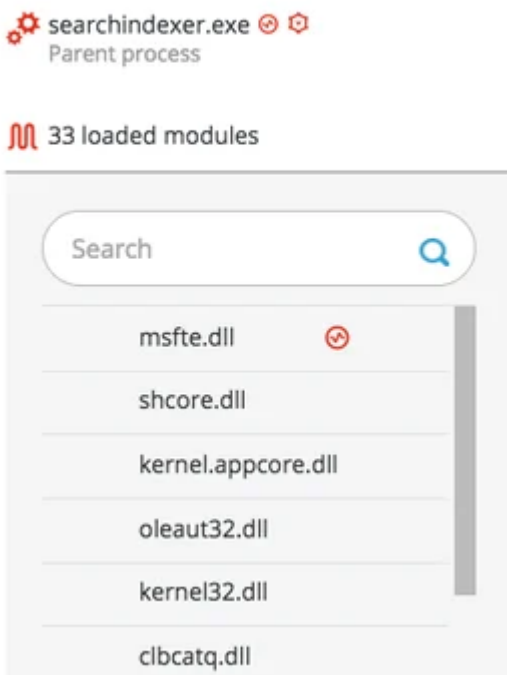 searchindexer.exe
Parent process
33 loaded modules
Search
msfte.dll
shcore.dll
kernel.appcore.dll
oleaut32.dll
kernel32.dll
clbcatq.dll